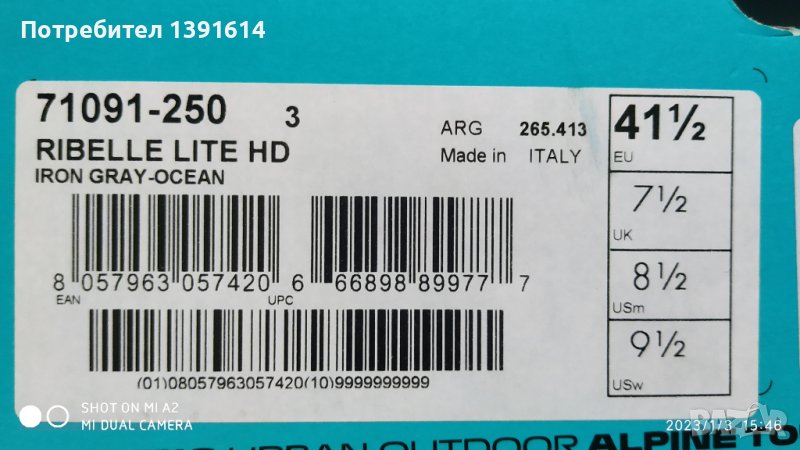 Потребител 1391614
71091-250 3
RIBELLE LITE HD
IRON GRAY-OCEAN
ARG 265.413
Made in ITALY
41½
EU
7½
UK
8½
USm
9½
USw
8 057963 057420
EAN
6 66898 89977 7
UPC
(01)08057963057420(10)9999999999
SHOT ON MI A2
MI DUAL CAMERA
2023/1/3 15:46
URBAN OUTDOOR ALPINE